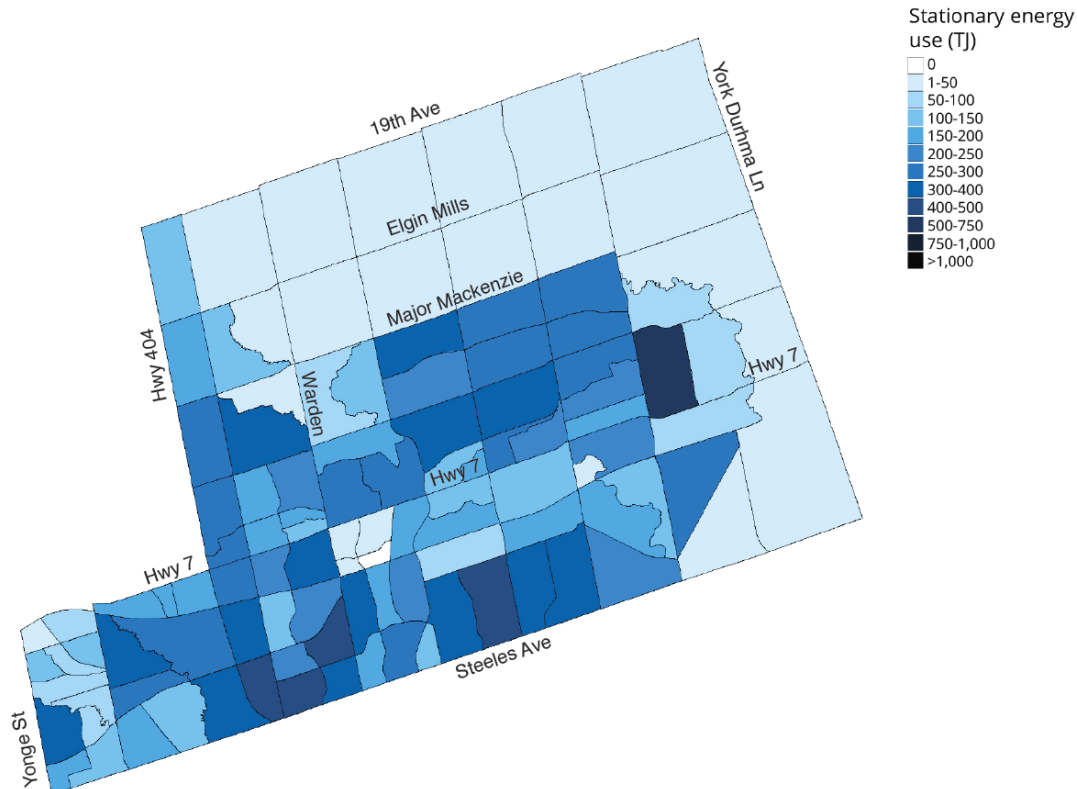 Stationary energy
use (TJ)
0
1-50
50-100
100-150
150-200
200-250
250-300
300-400
400-500
500-750
750-1,000
>1,000
19th Ave
York Durhma Ln
Elgin Mills
Major Mackenzie
Hwy 404
Warden
Hwy 7
Hwy 7
Hwy 7
Steeles Ave
Yonge St